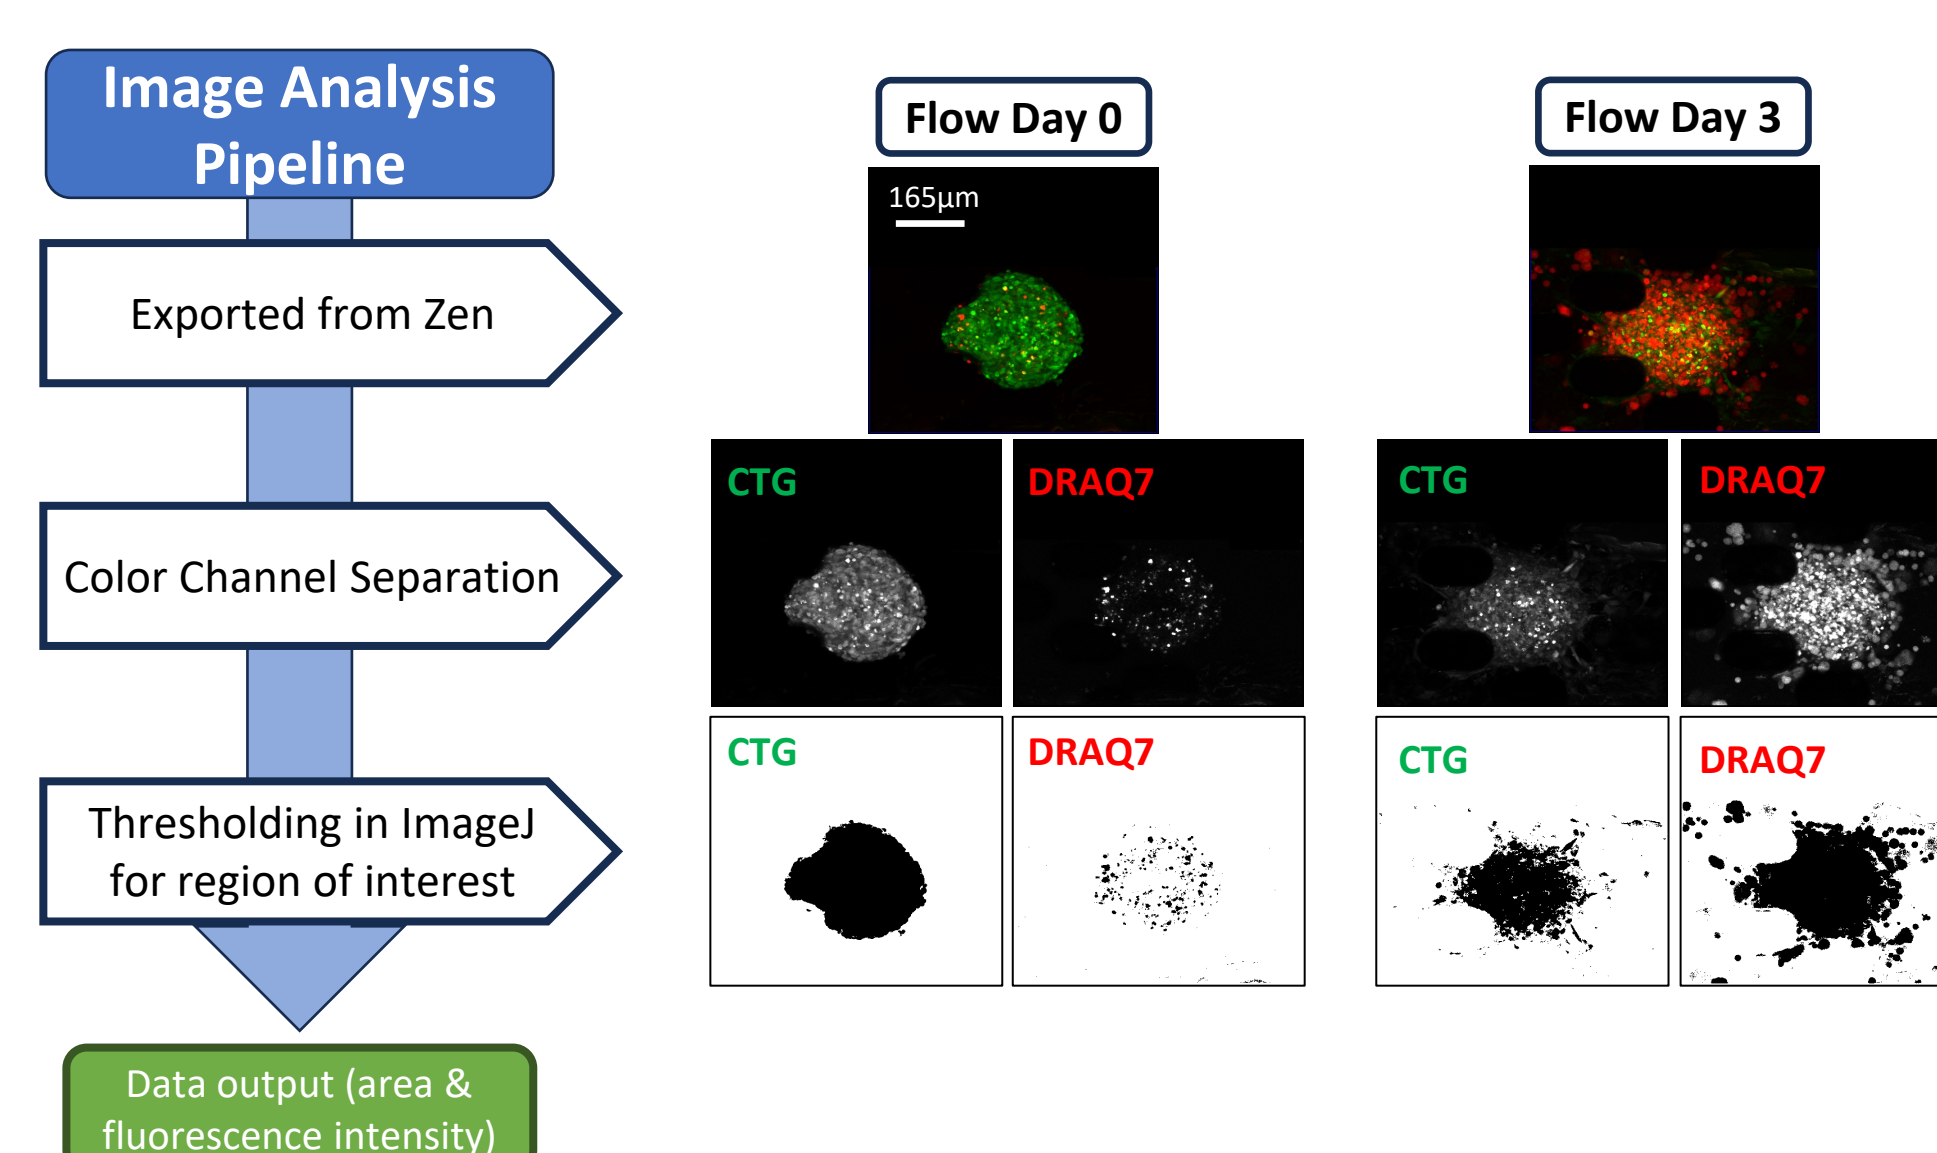 Image Analysis
Pipeline
Exported from Zen
Color Channel Separation
Thresholding in ImageJ
for region of interest
Data output (area &
fluorescence intensity)
Flow Day 0
165µm
CTG
DRAQ7
CTG
DRAQ7
Flow Day 3
CTG
DRAQ7
CTG
DRAQ7